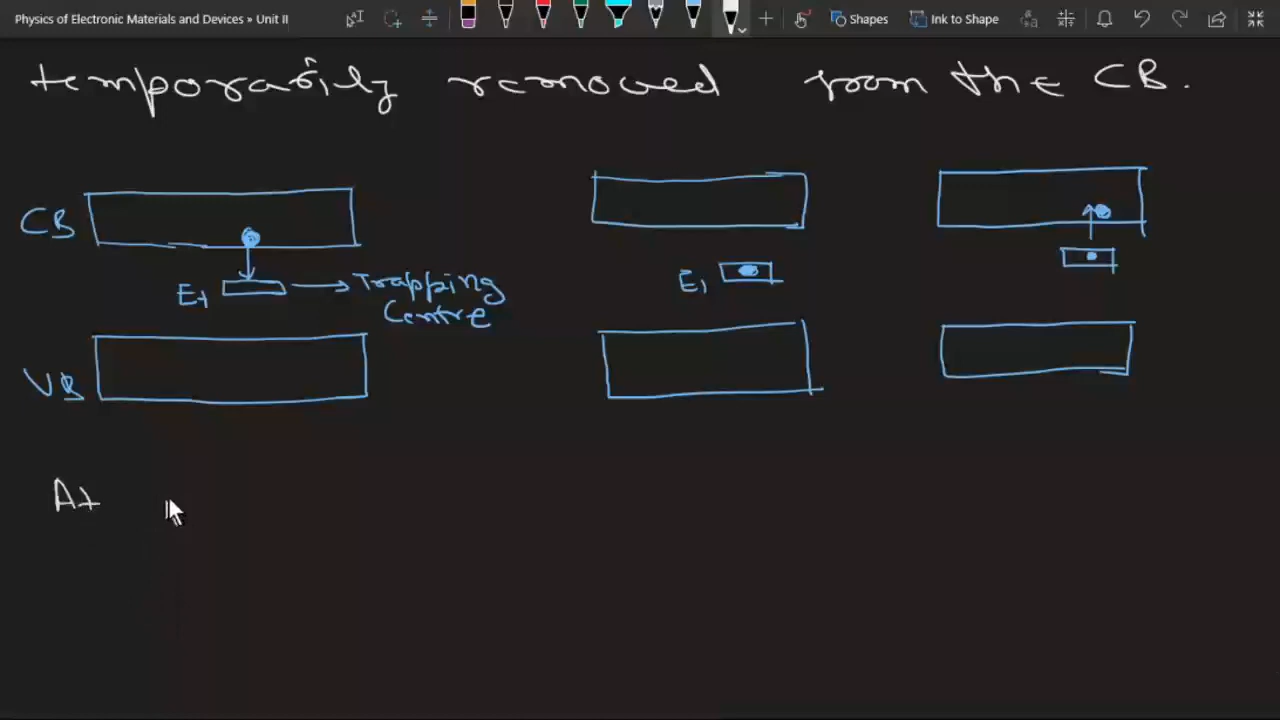 Physics of Electronic Materials and Devices » Unit II
Shapes
Ink to Shape
temporarily removed from the CB.
CB
Et → Trapping
Centre
E,
VB
At